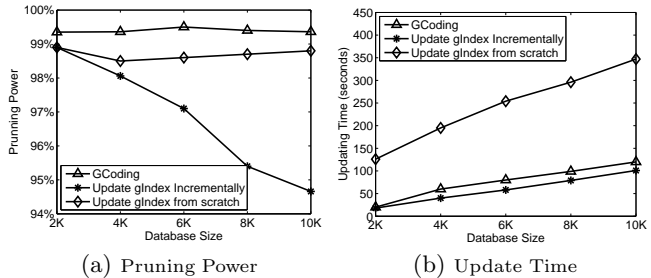 100%
99%
98%
97%
96%
95%
94%
Prunning Power
GCoding
Update gIndex Incrementally
Update gIndex from scratch
2K 4K 6K 8K 10K
Database Size
(a) Pruning Power
450
400
350
300
250
200
150
100
50
0
Updating Time (seconds)
GCoding
Update gIndex Incrementally
Update gIndex from scratch
2K 4K 6K 8K 10K
Database Size
(b) Update Time